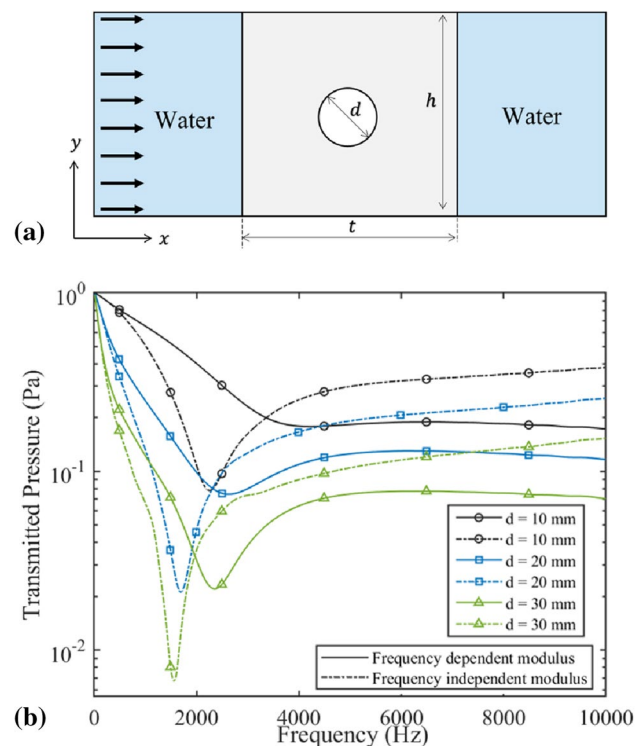 Water
d
h
Water
y
x
t
(a)
10^0
10^-1
10^-2
Transmitted Pressure (Pa)
d = 10 mm
d = 10 mm
d = 20 mm
d = 20 mm
d = 30 mm
d = 30 mm
Frequency dependent modulus
Frequency independent modulus
0 2000 4000 6000 8000 10000
Frequency (Hz)
(b)